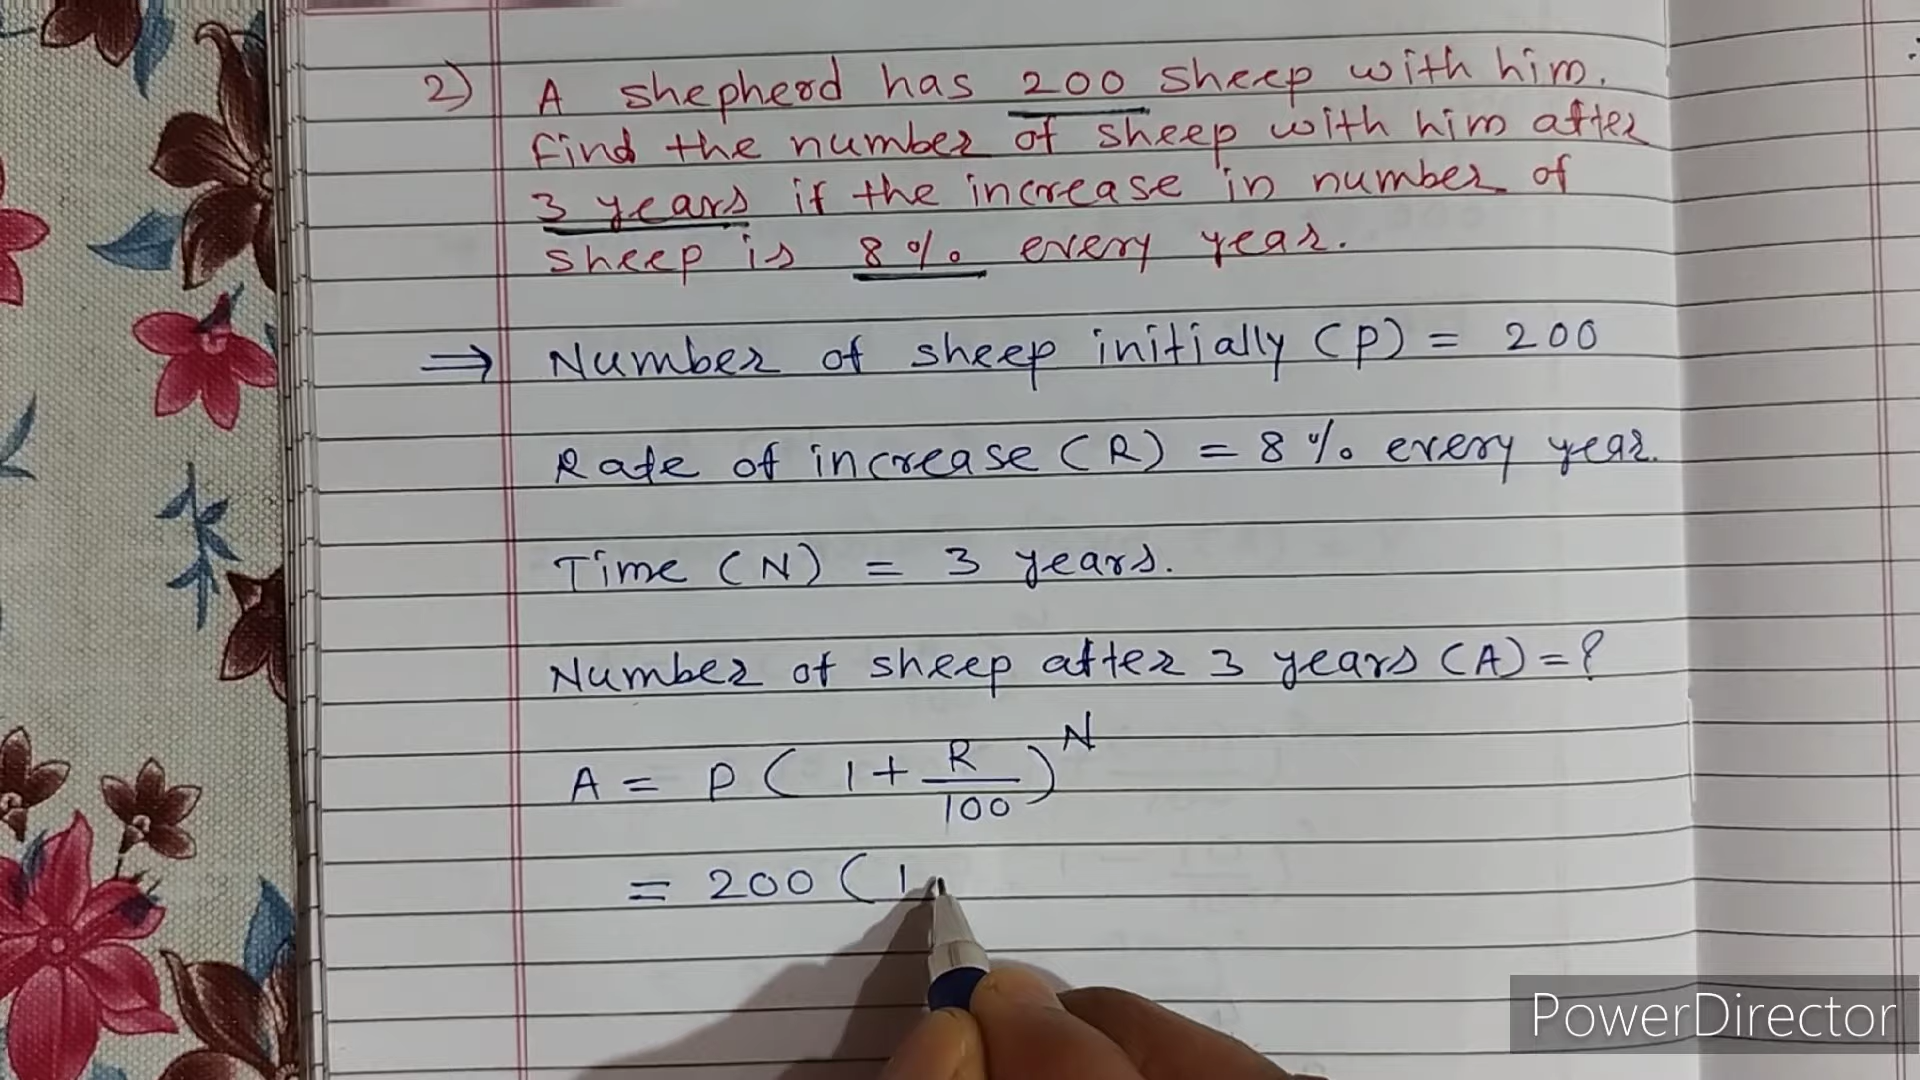 2) A shepherd has 200 sheep with him.
Find the number of sheep with him after
3 years if the increase in number of
sheep is 8% every year.
⇒ Number of sheep initially (P) = 200
Rate of increase (R) = 8% every year.
Time (N) = 3 years.
Number of sheep after 3 years (A) = ?
A = P ( 1 + R/100 )^N
= 200 ( 1
PowerDirector